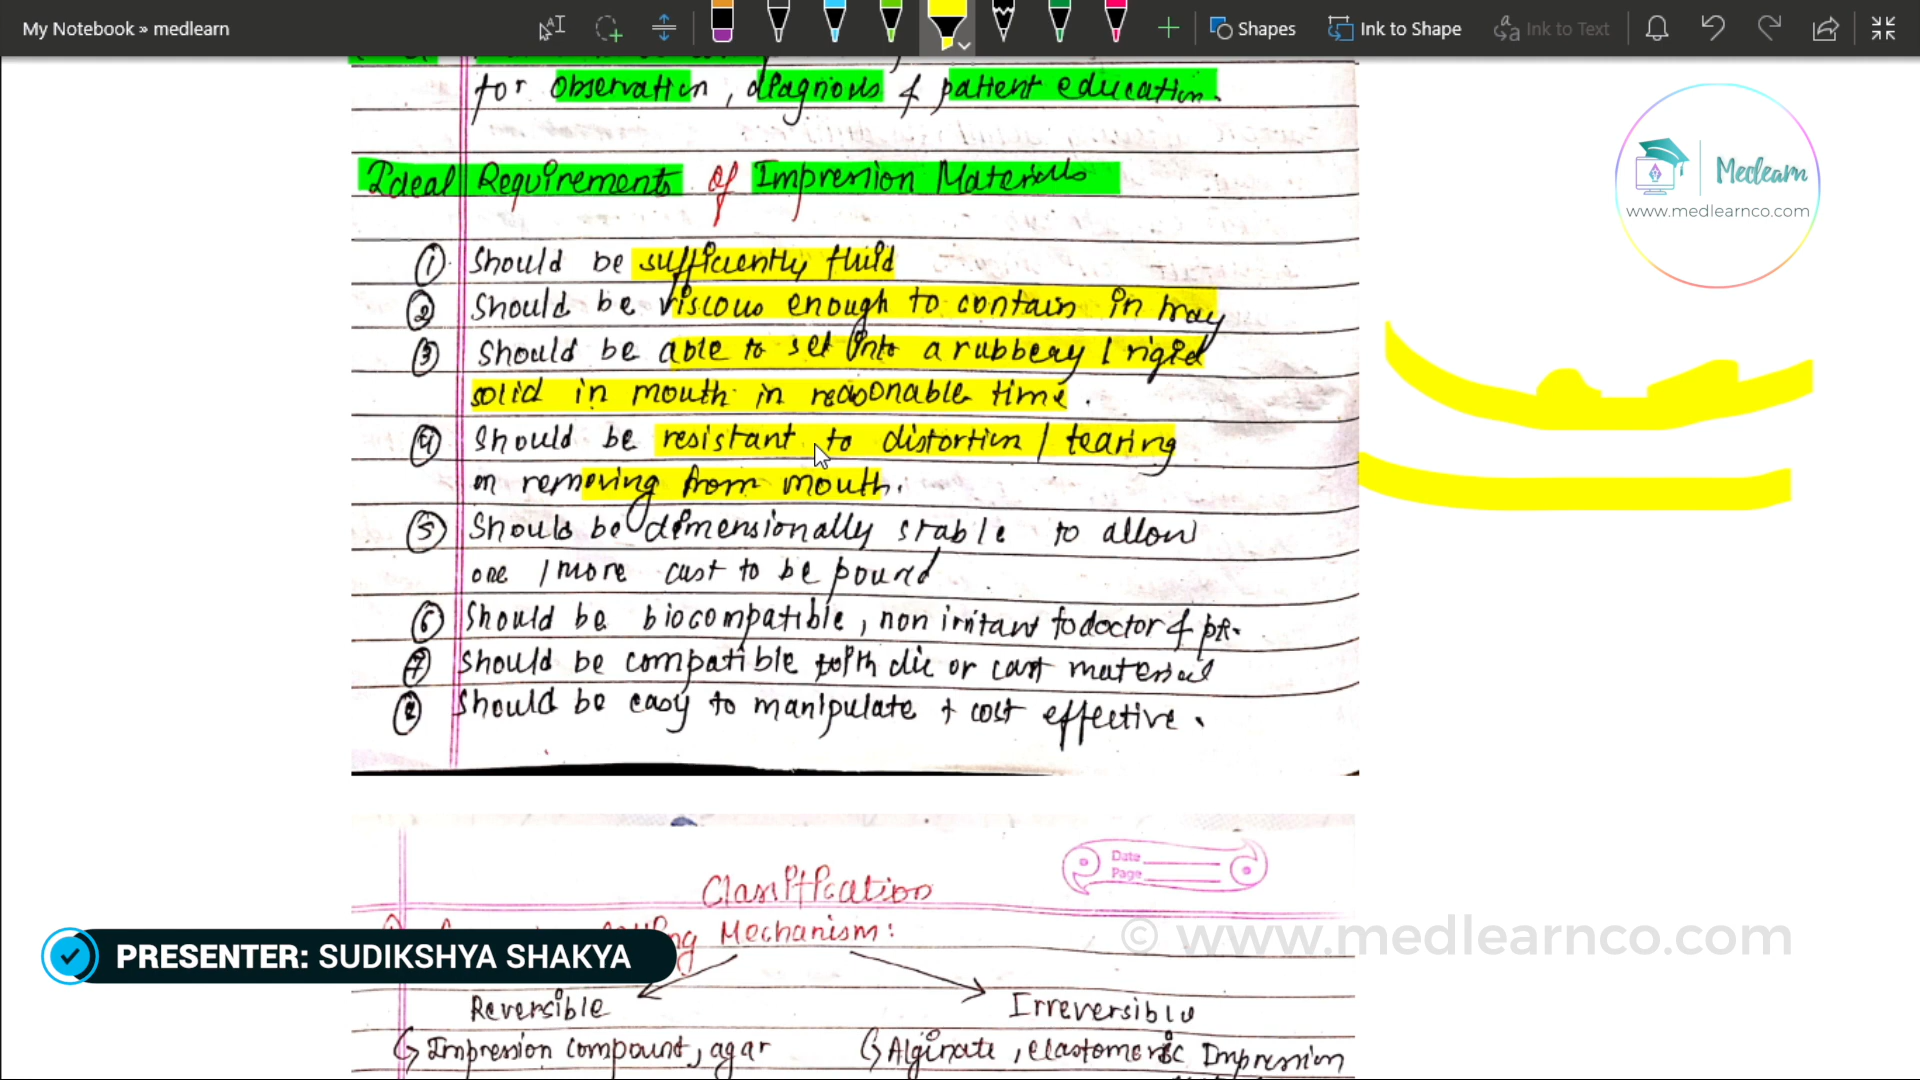 My Notebook » medlearn
Shapes
Ink to Shape
Ink to Text
for observation, diagnosis & patient education.
Ideal Requirements of Impression Materials
Medlearn
www.medlearnco.com
① Should be sufficiently fluid
② Should be viscous enough to contain in tray
③ Should be able to set into a rubbery / rigid
solid in mouth in reasonable time.
④ Should be resistant to distortion / tearing
on removing from mouth.
⑤ Should be dimensionally stable to allow
one / more cast to be pourd
⑥ Should be biocompatible, non irritant to doctor & pt.
⑦ Should be compatible with die or cast material
⑧ Should be easy to manipulate + cost effective.
Date
Page
Classification
Mechanism:
© www.medlearnco.com
PRESENTER: SUDIKSHYA SHAKYA
Reversible Irreversible
Impression compound, agar Alginate, elastomeric Impression